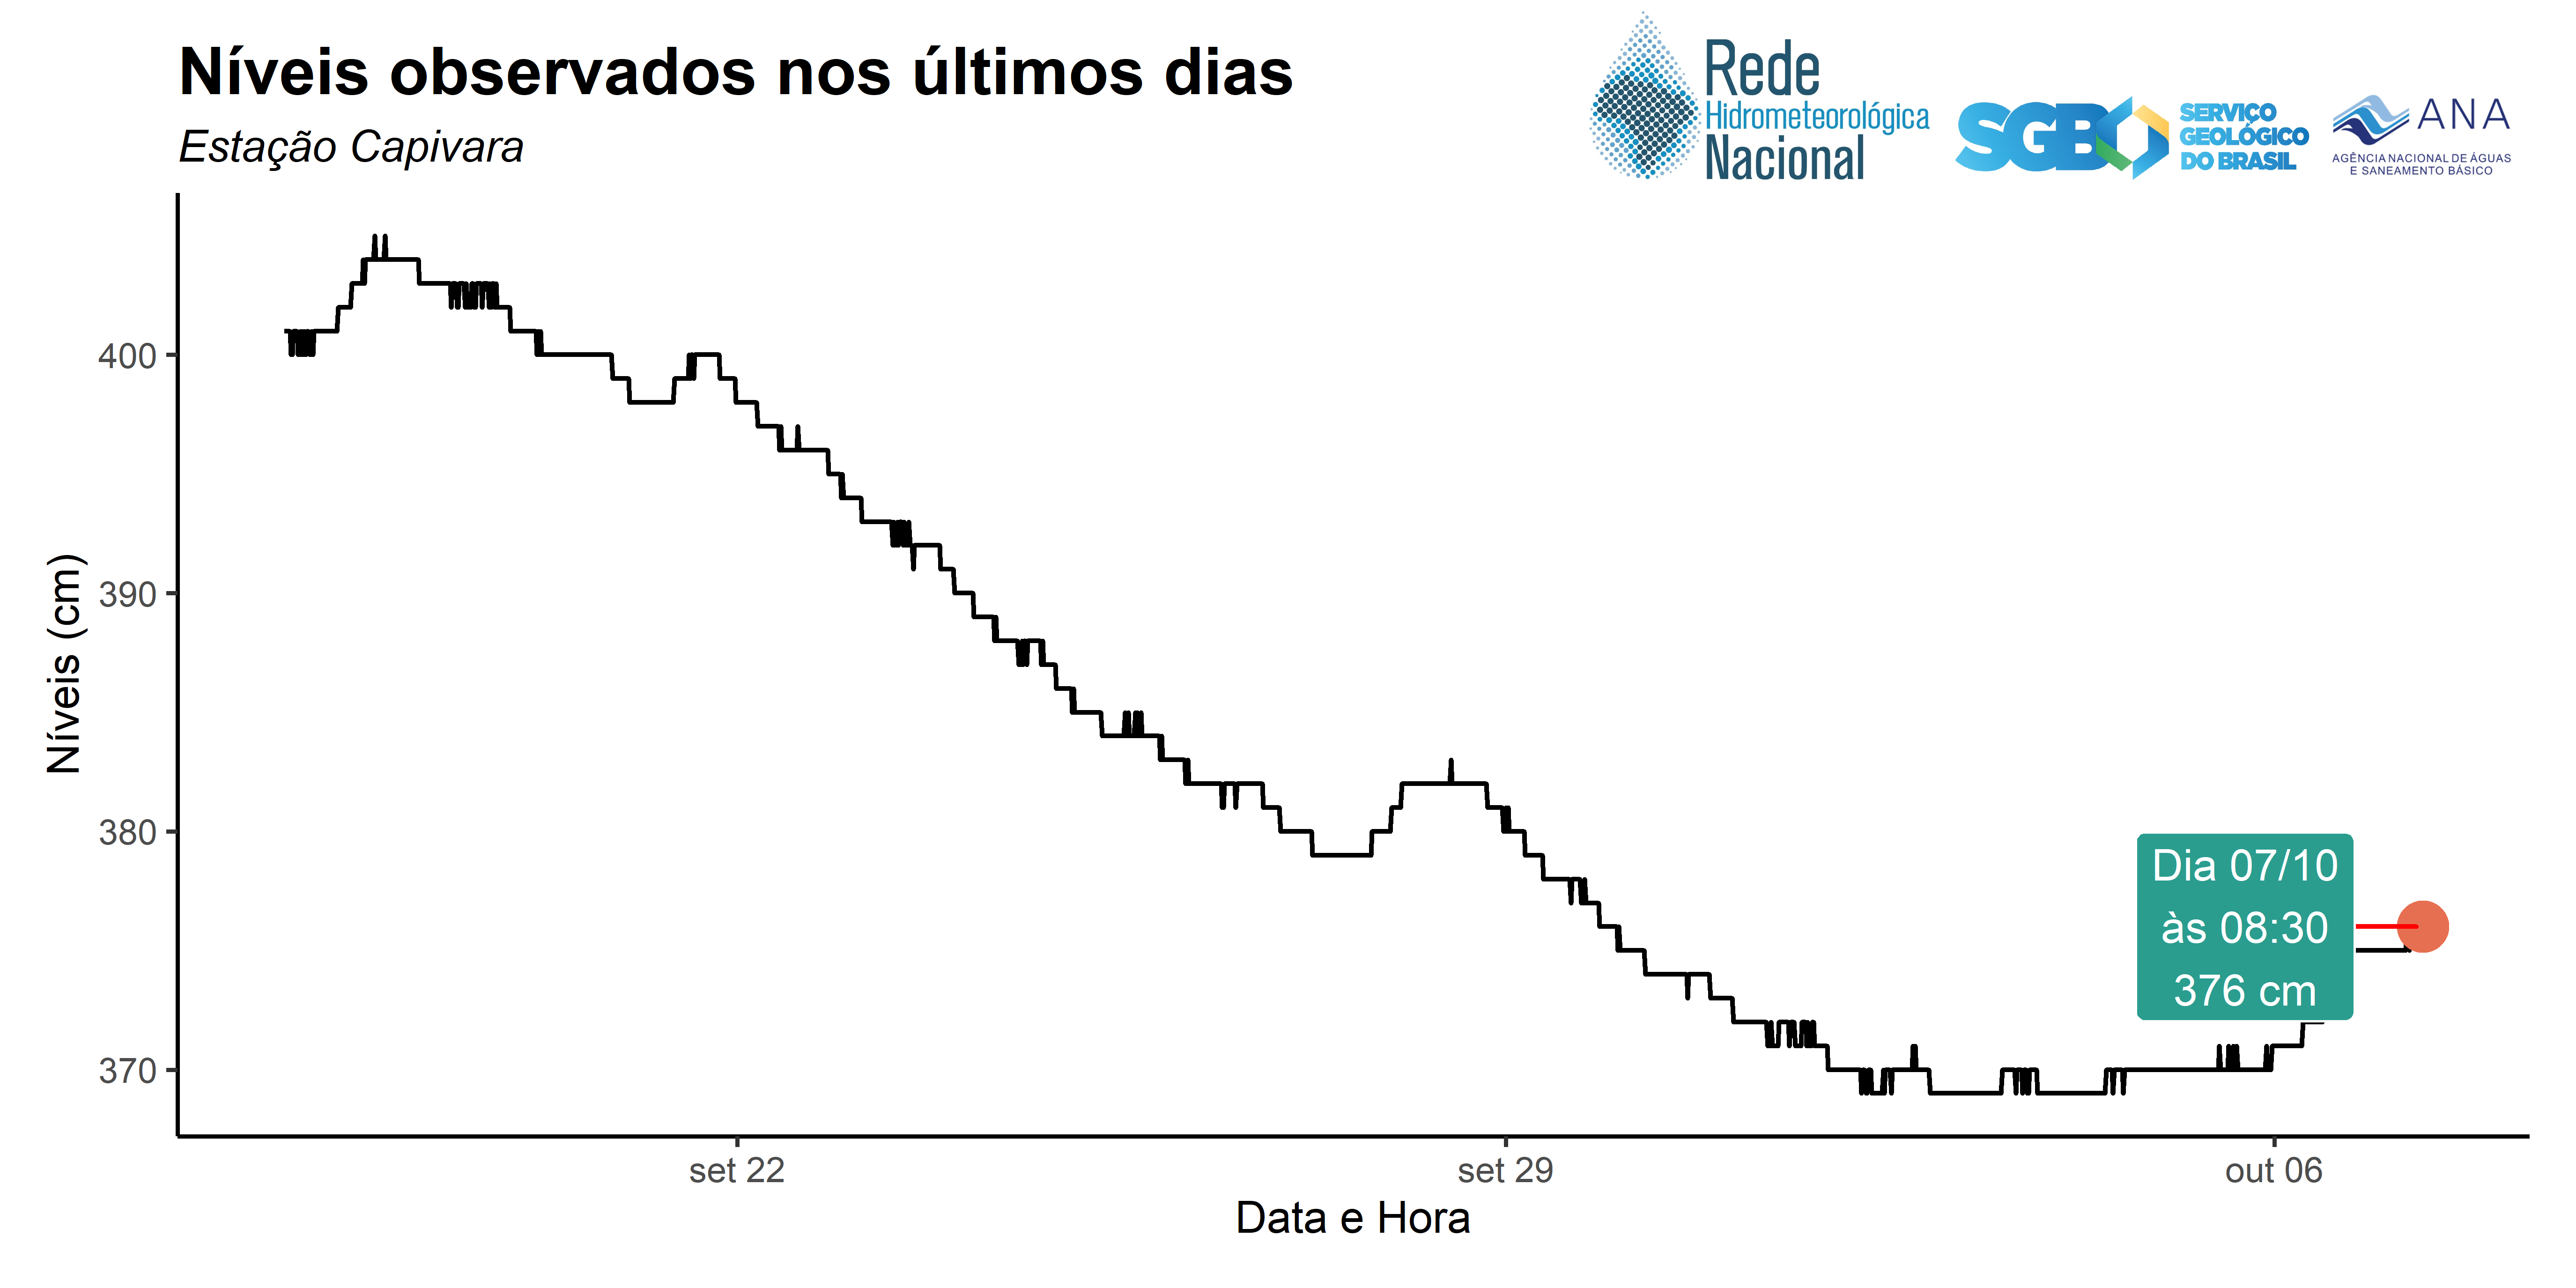 Níveis observados nos últimos dias
Estação Capivara
Rede
Hidrometeorológica
Nacional
SGB
SERVIÇO
GEOLÓGICO
DO BRASIL
ANA
AGÊNCIA NACIONAL DE ÁGUAS
E SANEAMENTO BÁSICO
Níveis (cm)
400
390
380
370
Dia 07/10
às 08:30
376 cm
set 22
set 29
out 06
Data e Hora